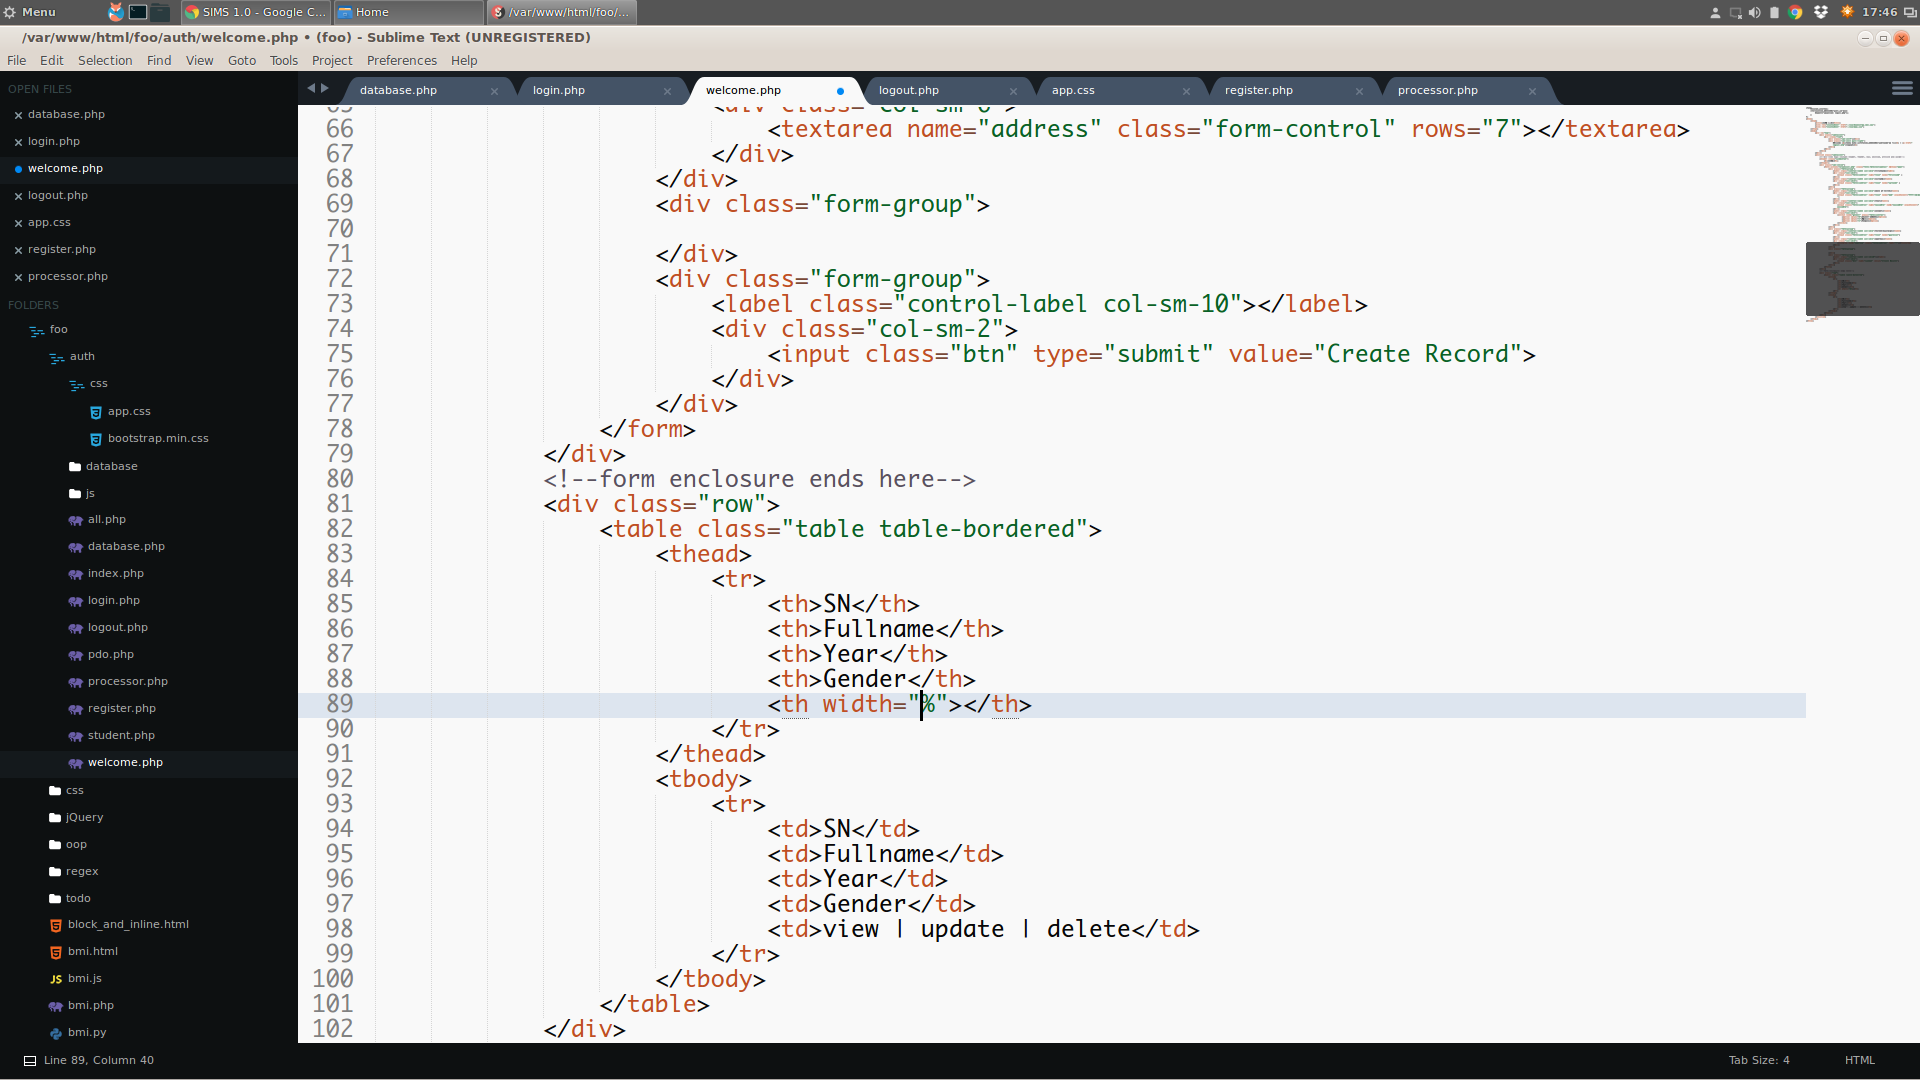 Menu
SIMS 1.0 - Google C...
Home
/var/www/html/foo/...
17:46
/var/www/html/foo/auth/welcome.php • (foo) - Sublime Text (UNREGISTERED)
File Edit Selection Find View Goto Tools Project Preferences Help
OPEN FILES
database.php
login.php
welcome.php
logout.php
app.css
register.php
processor.php
FOLDERS
foo
auth
css
app.css
bootstrap.min.css
database
js
all.php
database.php
index.php
login.php
logout.php
pdo.php
processor.php
register.php
student.php
welcome.php
css
jQuery
oop
regex
todo
block_and_inline.html
bmi.html
JS bmi.js
bmi.php
bmi.py
database.php login.php welcome.php logout.php app.css register.php processor.php
65 <div class="col-sm-6">
66 <textarea name="address" class="form-control" rows="7"></textarea>
67 </div>
68 </div>
69 <div class="form-group">
70
71 </div>
72 <div class="form-group">
73 <label class="control-label col-sm-10"></label>
74 <div class="col-sm-2">
75 <input class="btn" type="submit" value="Create Record">
76 </div>
77 </div>
78 </form>
79 </div>
80 <!--form enclosure ends here-->
81 <div class="row">
82 <table class="table table-bordered">
83 <thead>
84 <tr>
85 <th>SN</th>
86 <th>Fullname</th>
87 <th>Year</th>
88 <th>Gender</th>
89 <th width="%"></th>
90 </tr>
91 </thead>
92 <tbody>
93 <tr>
94 <td>SN</td>
95 <td>Fullname</td>
96 <td>Year</td>
97 <td>Gender</td>
98 <td>view | update | delete</td>
99 </tr>
100 </tbody>
101 </table>
102 </div>
Line 89, Column 40
Tab Size: 4
HTML